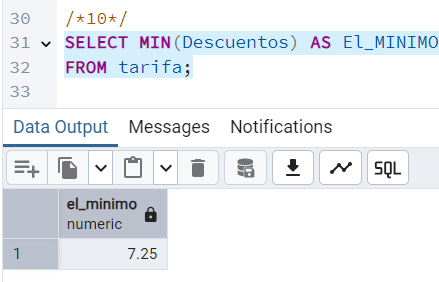 30 /*10*/
31 SELECT MIN(Descuentos) AS El_MINIMO
32 FROM tarifa;
33
Data Output Messages Notifications
SQL
el_minimo
numeric
1 7.25